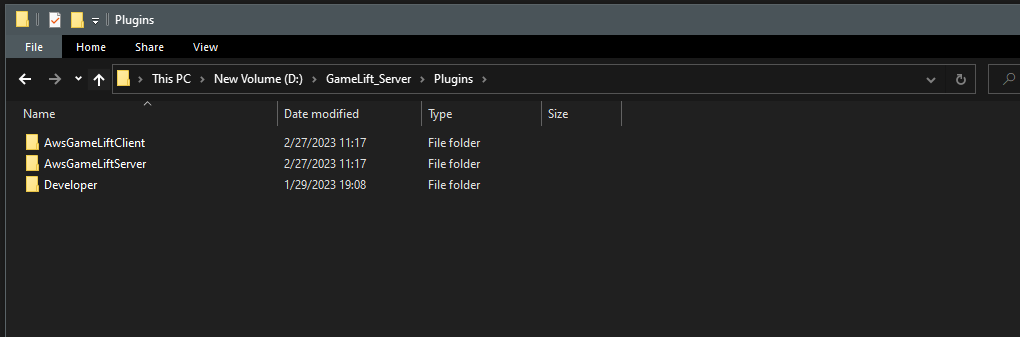 Plugins
File Home Share View
This PC New Volume (D:) GameLift_Server Plugins
Name Date modified Type Size
AwsGameLiftClient 2/27/2023 11:17 File folder
AwsGameLiftServer 2/27/2023 11:17 File folder
Developer 1/29/2023 19:08 File folder